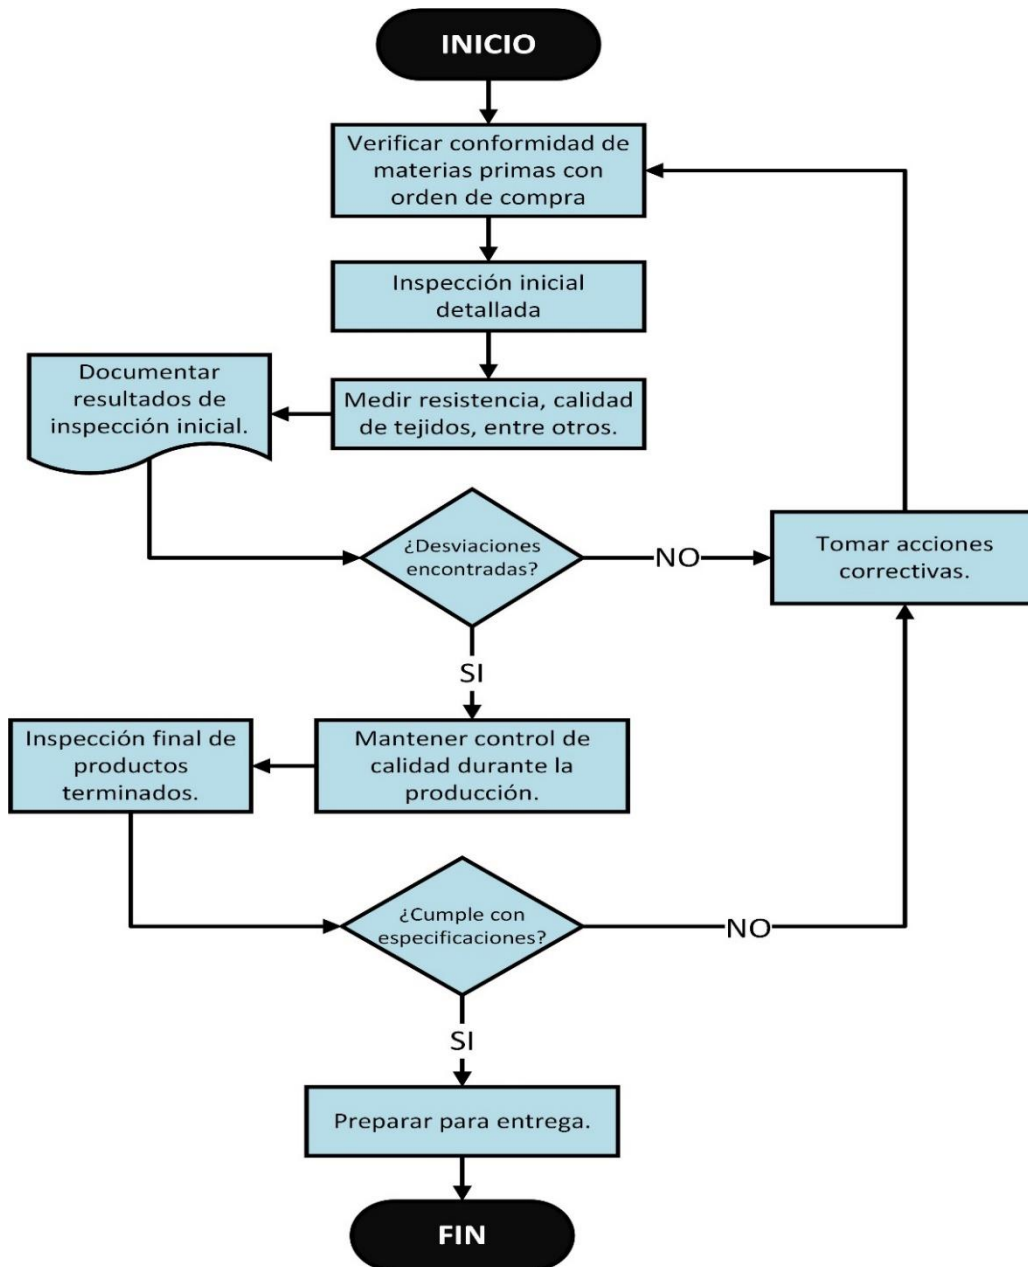 INICIO
Verificar conformidad de
materias primas con
orden de compra
Inspección inicial
detallada
Medir resistencia, calidad
de tejidos, entre otros.
Documentar
resultados de
inspección inicial.
¿Desviaciones
encontradas?
NO
Tomar acciones
correctivas.
SI
Mantener control de
calidad durante la
producción.
Inspección final de
productos
terminados.
¿Cumple con
especificaciones?
NO
SI
Preparar para entrega.
FIN